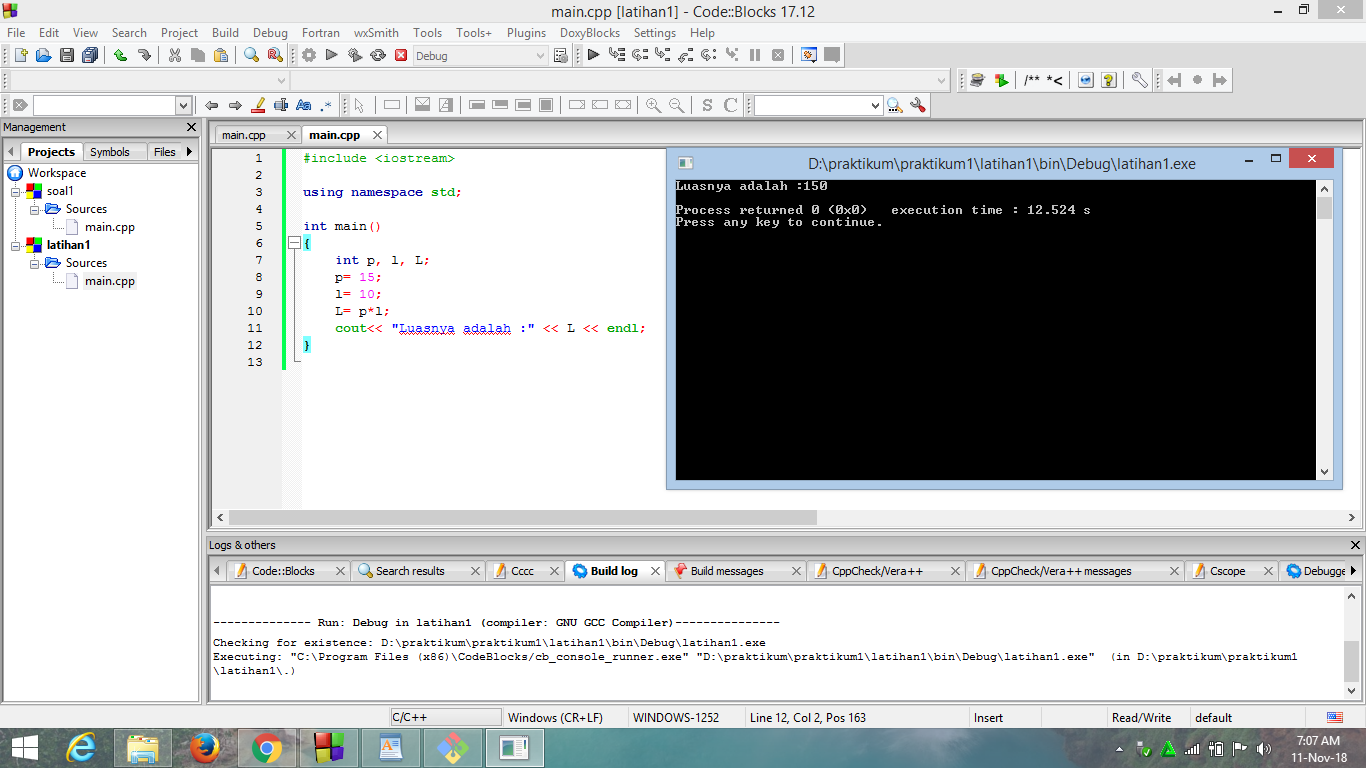 main.cpp [latihan1] - Code::Blocks 17.12
File Edit View Search Project Build Debug Fortran wxSmith Tools Tools+ Plugins DoxyBlocks Settings Help
Debug
/** *<
Aa .* S C
Management
main.cpp main.cpp
Projects Symbols Files
Workspace
soal1
Sources
main.cpp
latihan1
Sources
main.cpp
1 #include <iostream>
2
3 using namespace std;
4
5 int main()
6 {
7 int p, l, L;
8 p= 15;
9 l= 10;
10 L= p*l;
11 cout<< "Luasnya adalah :" << L << endl;
12 }
13
D:\praktikum\praktikum1\latihan1\bin\Debug\latihan1.exe
Luasnya adalah :150
Process returned 0 (0x0) execution time : 12.524 s
Press any key to continue.
Logs & others
Code::Blocks Search results Cccc Build log Build messages CppCheck/Vera++ CppCheck/Vera++ messages Cscope Debugge
-------------- Run: Debug in latihan1 (compiler: GNU GCC Compiler)---------------
Checking for existence: D:\praktikum\praktikum1\latihan1\bin\Debug\latihan1.exe
Executing: "C:\Program Files (x86)\CodeBlocks/cb_console_runner.exe" "D:\praktikum\praktikum1\latihan1\bin\Debug\latihan1.exe" (in D:\praktikum\praktikum1
\latihan1\.)
C/C++ Windows (CR+LF) WINDOWS-1252 Line 12, Col 2, Pos 163 Insert Read/Write default
7:07 AM
11-Nov-18